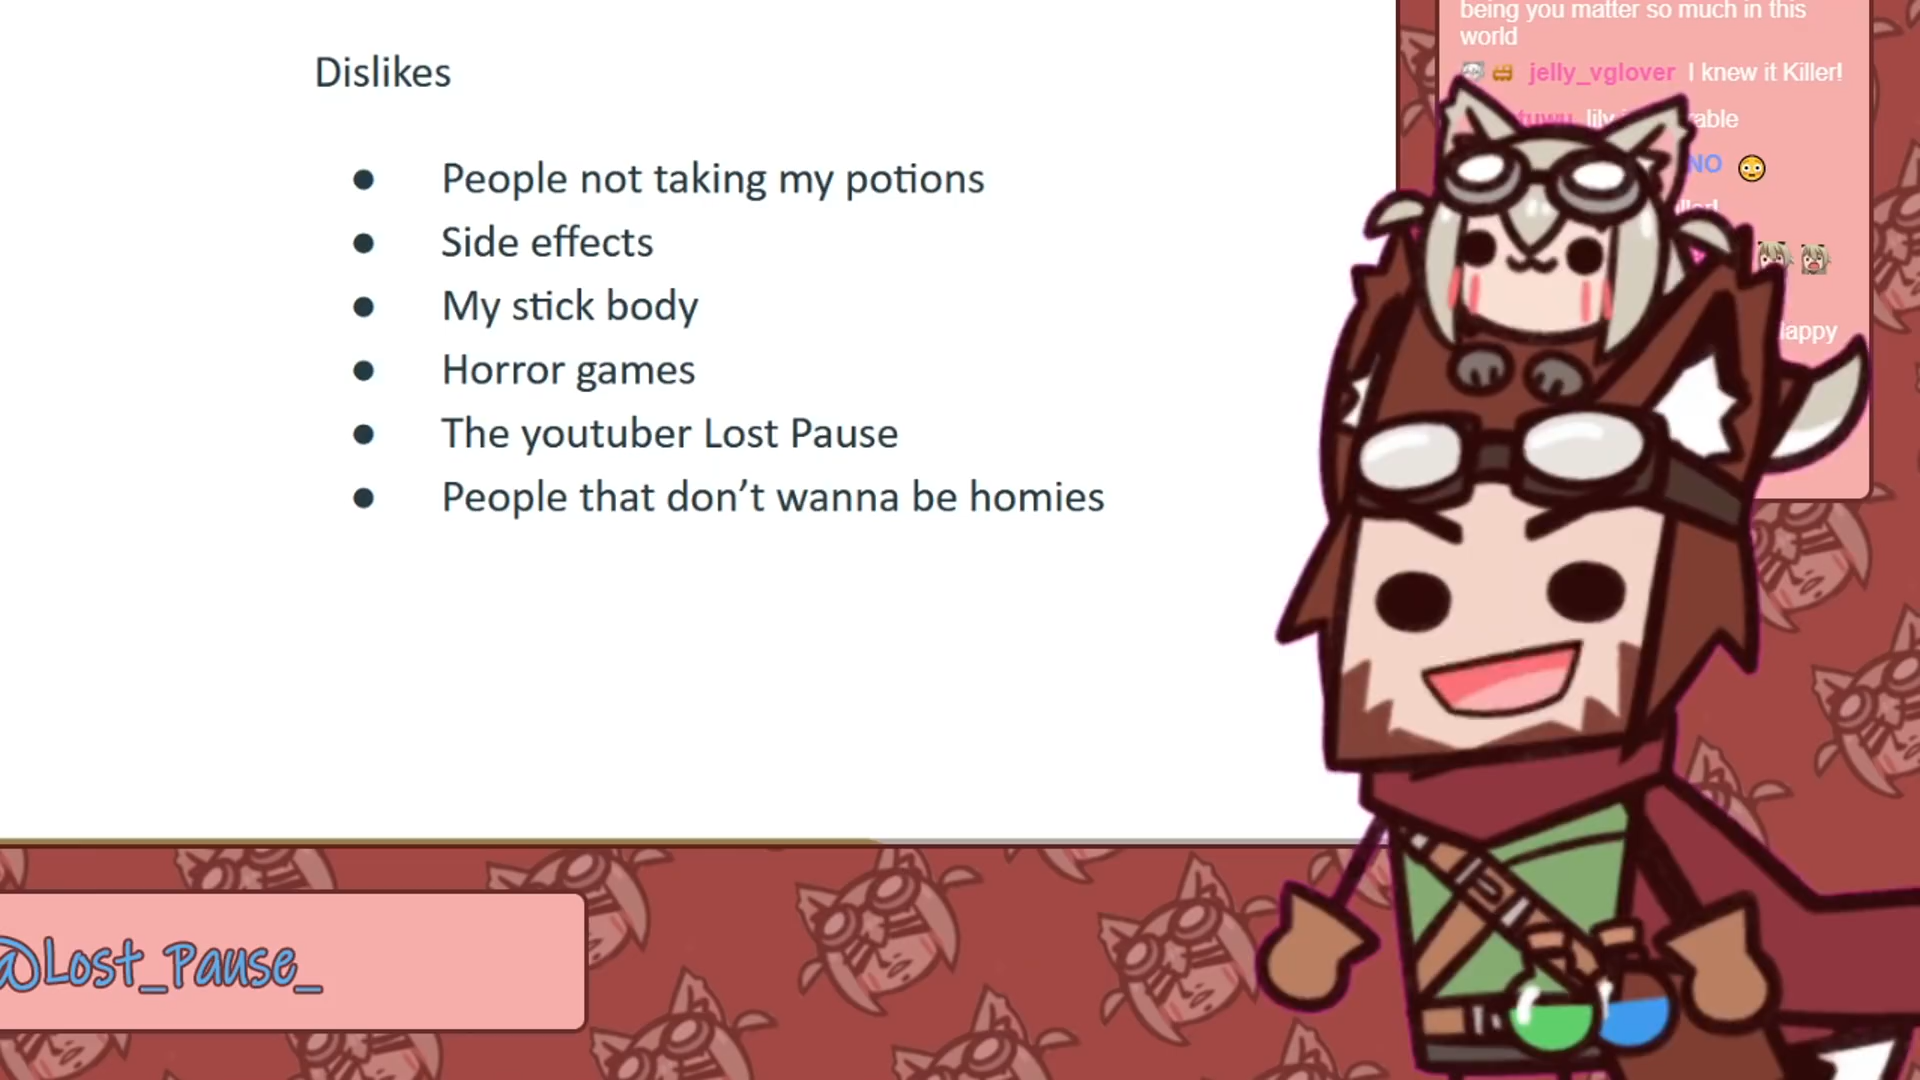 Dislikes
● People not taking my potions
● Side effects
● My stick body
● Horror games
● The youtuber Lost Pause
● People that don’t wanna be homies
being you matter so much in this
world
jelly_vglover I knew it Killer!
NO
@Lost_Pause_